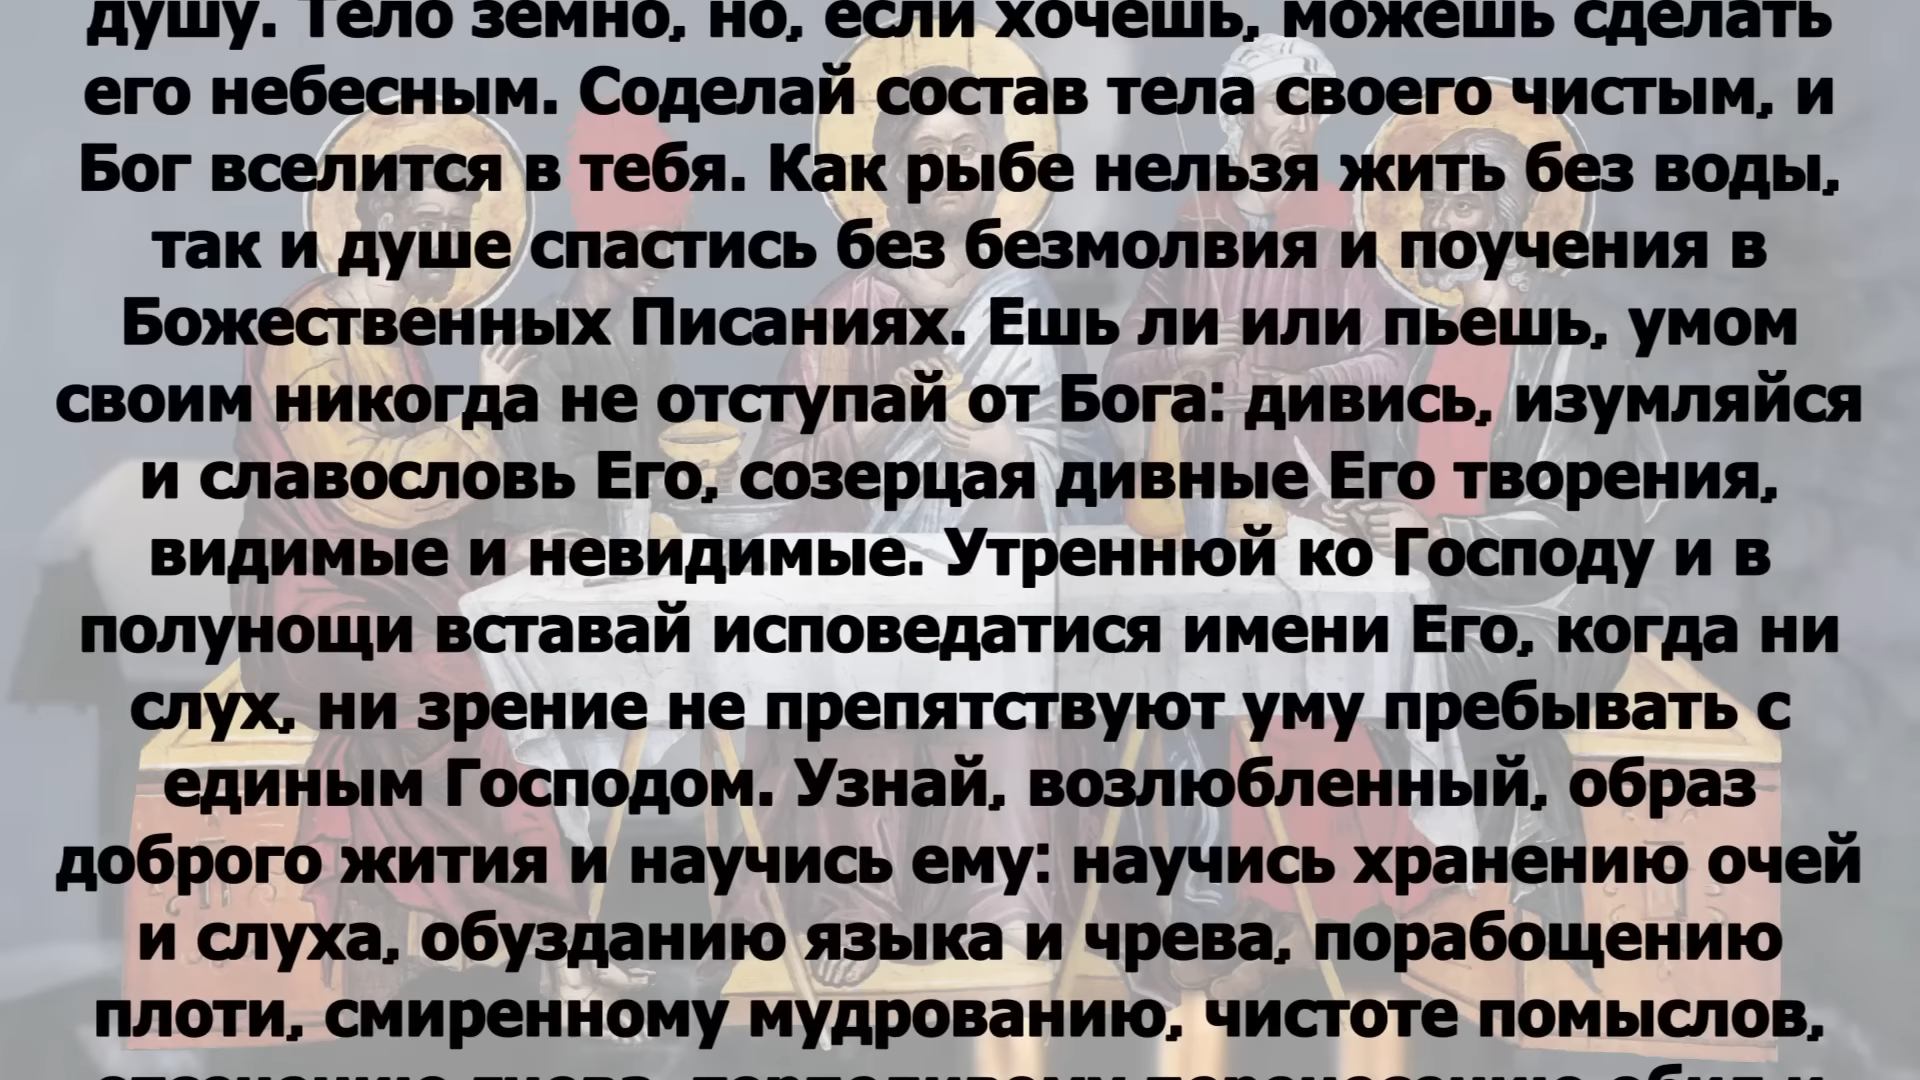 душу. Тело земно, но, если хочешь, можешь сделать
его небесным. Соделай состав тела своего чистым, и
Бог вселится в тебя. Как рыбе нельзя жить без воды,
так и душе спастись без безмолвия и поучения в
Божественных Писаниях. Ешь ли или пьешь, умом
своим никогда не отступай от Бога: дивись, изумляйся
и славословь Его, созерцая дивные Его творения,
видимые и невидимые. Утреннюй ко Господу и в
полунощи вставай исповедатися имени Его, когда ни
слух, ни зрение не препятствуют уму пребывать с
единым Господом. Узнай, возлюбленный, образ
доброго жития и научись ему: научись хранению очей
и слуха, обузданию языка и чрева, порабощению
плоти, смиренному мудрованию, чистоте помыслов,